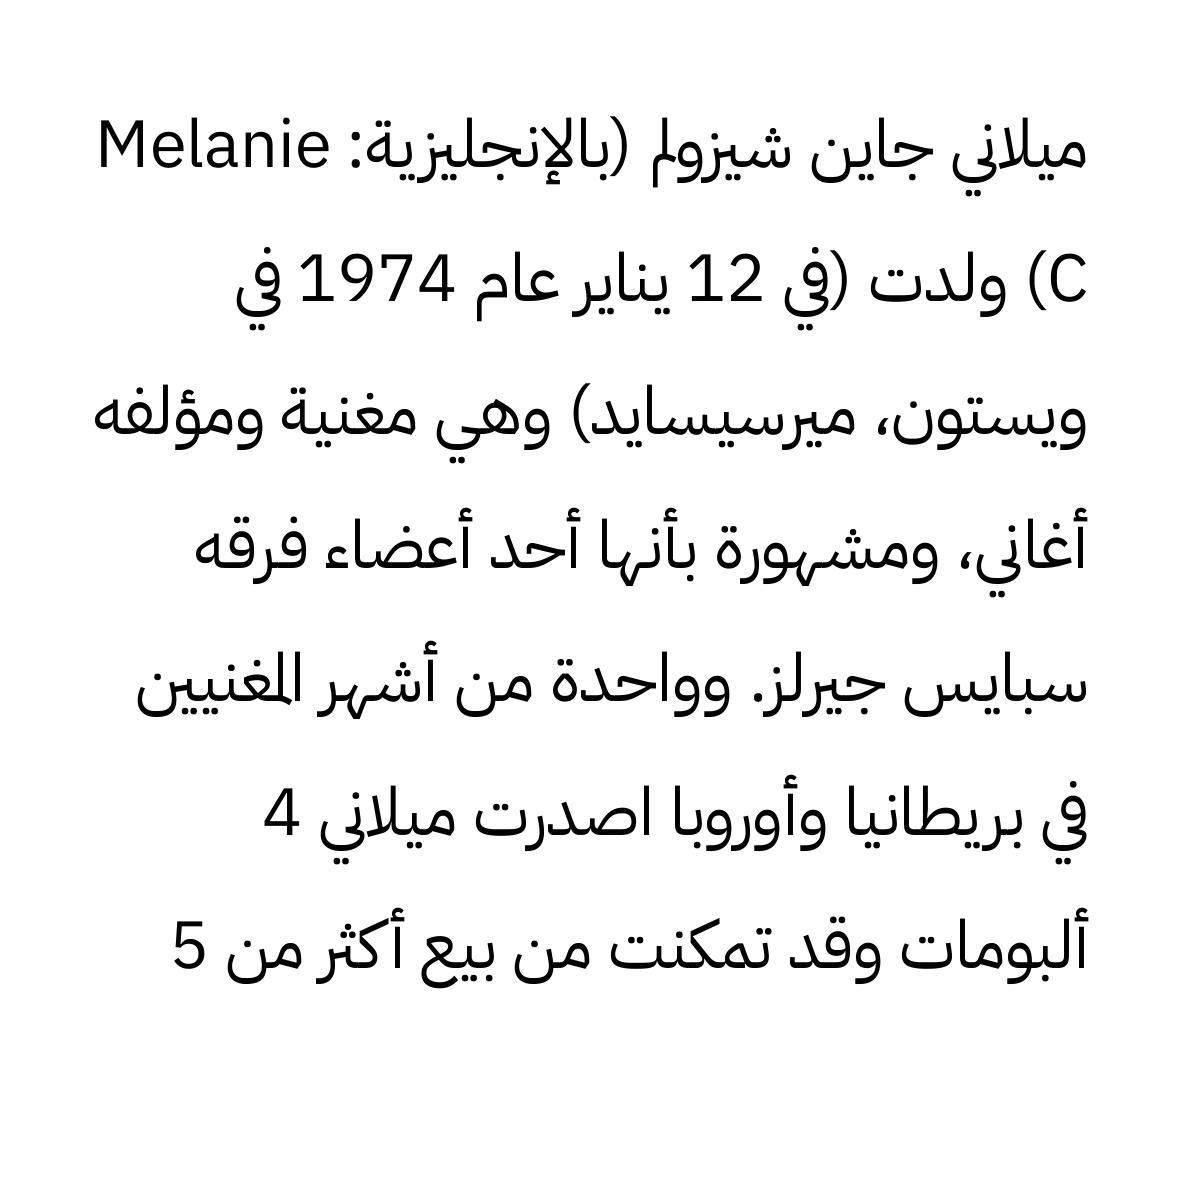 ميلاني جاين شيزولم (بالإنجليزية: Melanie
C) ولدت (في 12 يناير عام 1974 في
ويستون، ميرسيسايد) وهي مغنية ومؤلفه
أغاني، ومشهورة بأنها أحد أعضاء فرقه
سبايس جيرلز. وواحدة من أشهر المغنيين
في بريطانيا وأوروبا اصدرت ميلاني 4
ألبومات وقد تمكنت من بيع أكثر من 5